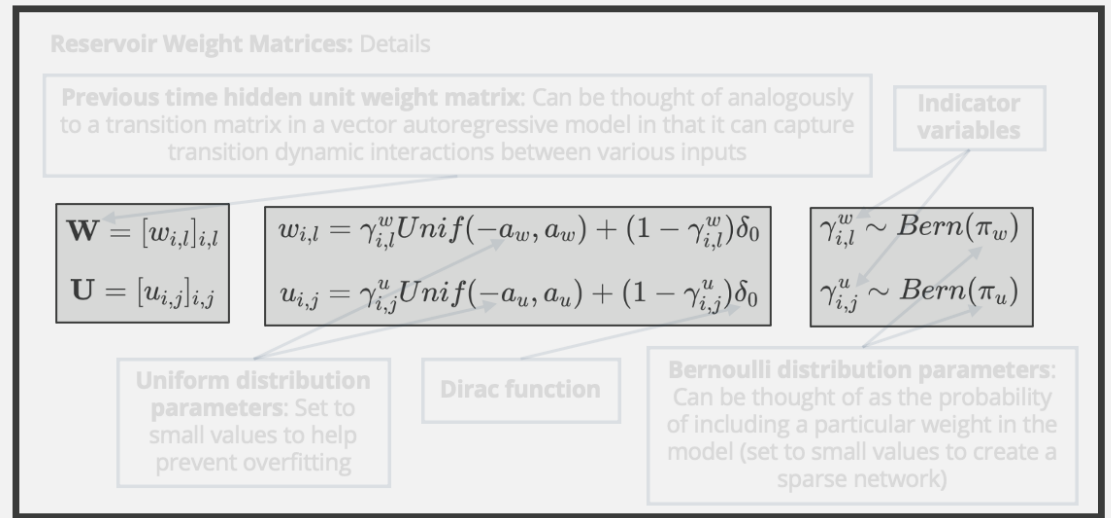 Reservoir Weight Matrices: Details
Previous time hidden unit weight matrix: Can be thought of analogously
to a transition matrix in a vector autoregressive model in that it can capture
transition dynamic interactions between various inputs
Indicator
variables
W = [w_{i,l}]_{i,l}
U = [u_{i,j}]_{i,j}
w_{i,l} = γ^w_{i,l}Unif(−a_w, a_w) + (1 − γ^w_{i,l})δ_0
u_{i,j} = γ^u_{i,j}Unif(−a_u, a_u) + (1 − γ^u_{i,j})δ_0
γ^w_{i,l} ∼ Bern(π_w)
γ^u_{i,j} ∼ Bern(π_u)
Uniform distribution
parameters: Set to
small values to help
prevent overfitting
Dirac function
Bernoulli distribution parameters:
Can be thought of as the probability
of including a particular weight in the
model (set to small values to create a
sparse network)